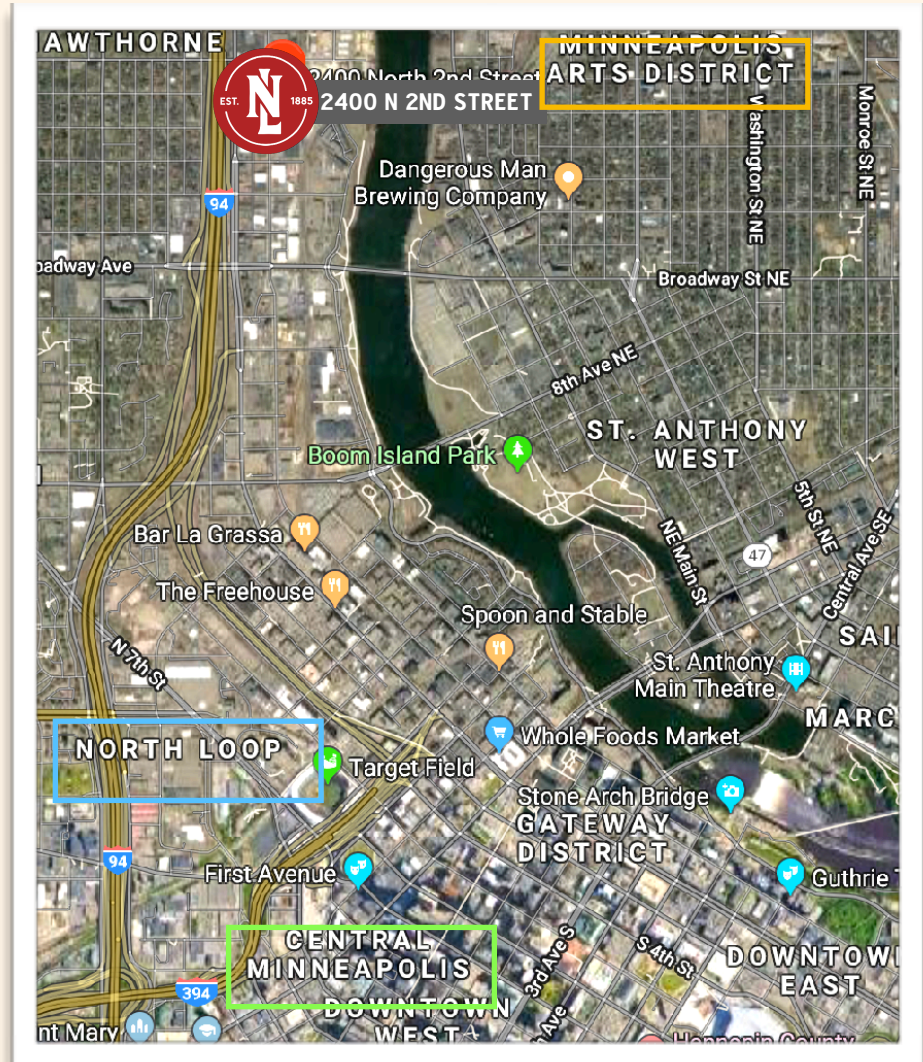 AWTHORNE
MINNEAPOLIS
ARTS DISTRICT
2400 North 2nd Street
EST. NL 1885
2400 N 2ND STREET
Washington St NE
Monroe St NE
Dangerous Man
Brewing Company
94
oadway Ave
Broadway St NE
8th Ave NE
ST. ANTHONY
WEST
Boom Island Park
5th St NE
Central Ave SE
NE Main St
47
Bar La Grassa
The Freehouse
Spoon and Stable
SAI
N 7th St
St. Anthony
Main Theatre
MARC
NORTH LOOP
Whole Foods Market
Target Field
Stone Arch Bridge
GATEWAY
DISTRICT
94
First Avenue
Guthrie T
CENTRAL
MINNEAPOLIS
3rd Ave S
S 4th St
DOWNTOW
EAST
394
DOWNTOWN
WEST
nt Mary
h Ave
Hennepin County